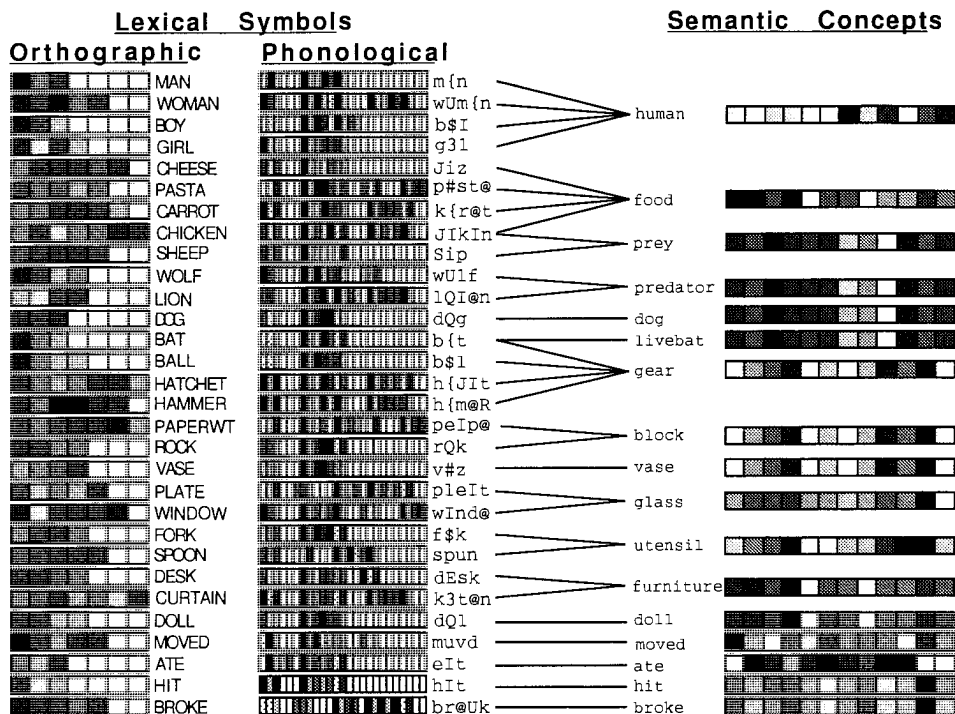 Lexical Symbols
Semantic Concepts
Orthographic
Phonological
MAN m{n
WOMAN wUm{n
BOY b$I
GIRL g3l
human
CHEESE Jiz
PASTA p#st@
CARROT k{r@t
CHICKEN JIkIn
food
SHEEP Sip
prey
WOLF wUlf
LION lQI@n
predator
DOG dQg
dog
BAT b{t
livebat
BALL b$l
HATCHET h{JIt
HAMMER h{m@R
gear
PAPERWT peIp@
ROCK rQk
block
VASE v#z
vase
PLATE pleIt
WINDOW wInd@
glass
FORK f$k
SPOON spun
utensil
DESK dEsk
CURTAIN k3t@n
furniture
DOLL dQl
doll
MOVED muvd
moved
ATE eIt
ate
HIT hIt
hit
BROKE br@Uk
broke